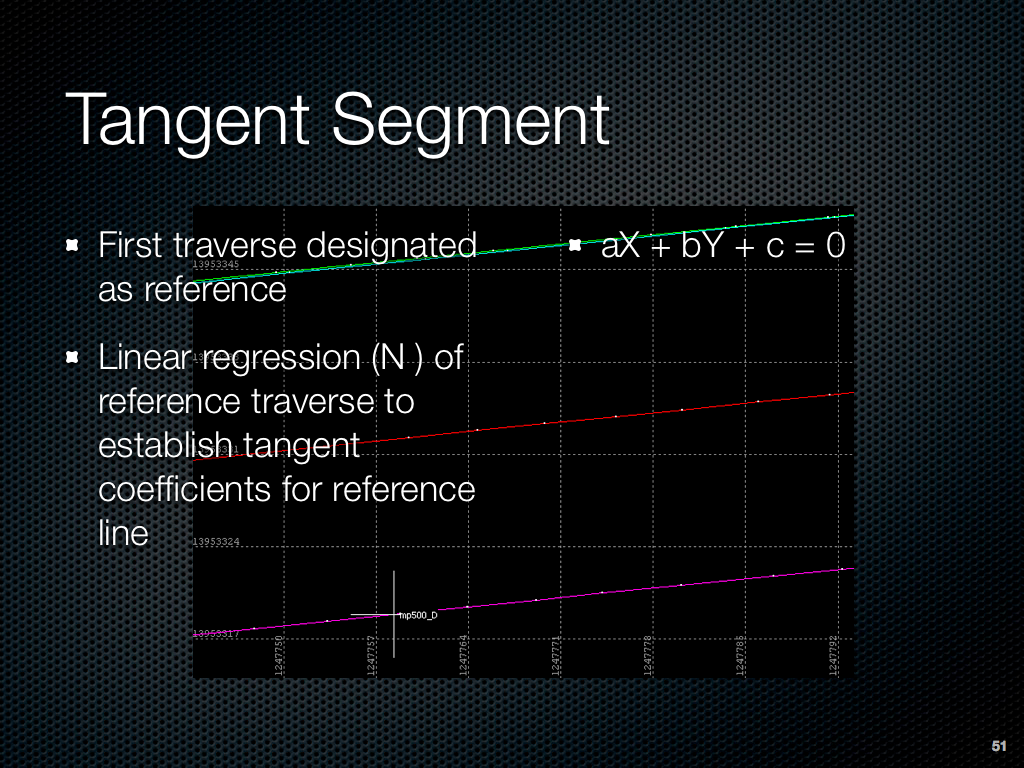 Tangent Segment
First traverse designated
as reference
aX + bY + c = 0
Linear regression (N ) of
reference traverse to
establish tangent
coefficients for reference
line
13953345
13953324
13953317
mp500_D
1247750
1247757
1247764
1247771
1247778
1247785
1247792
51